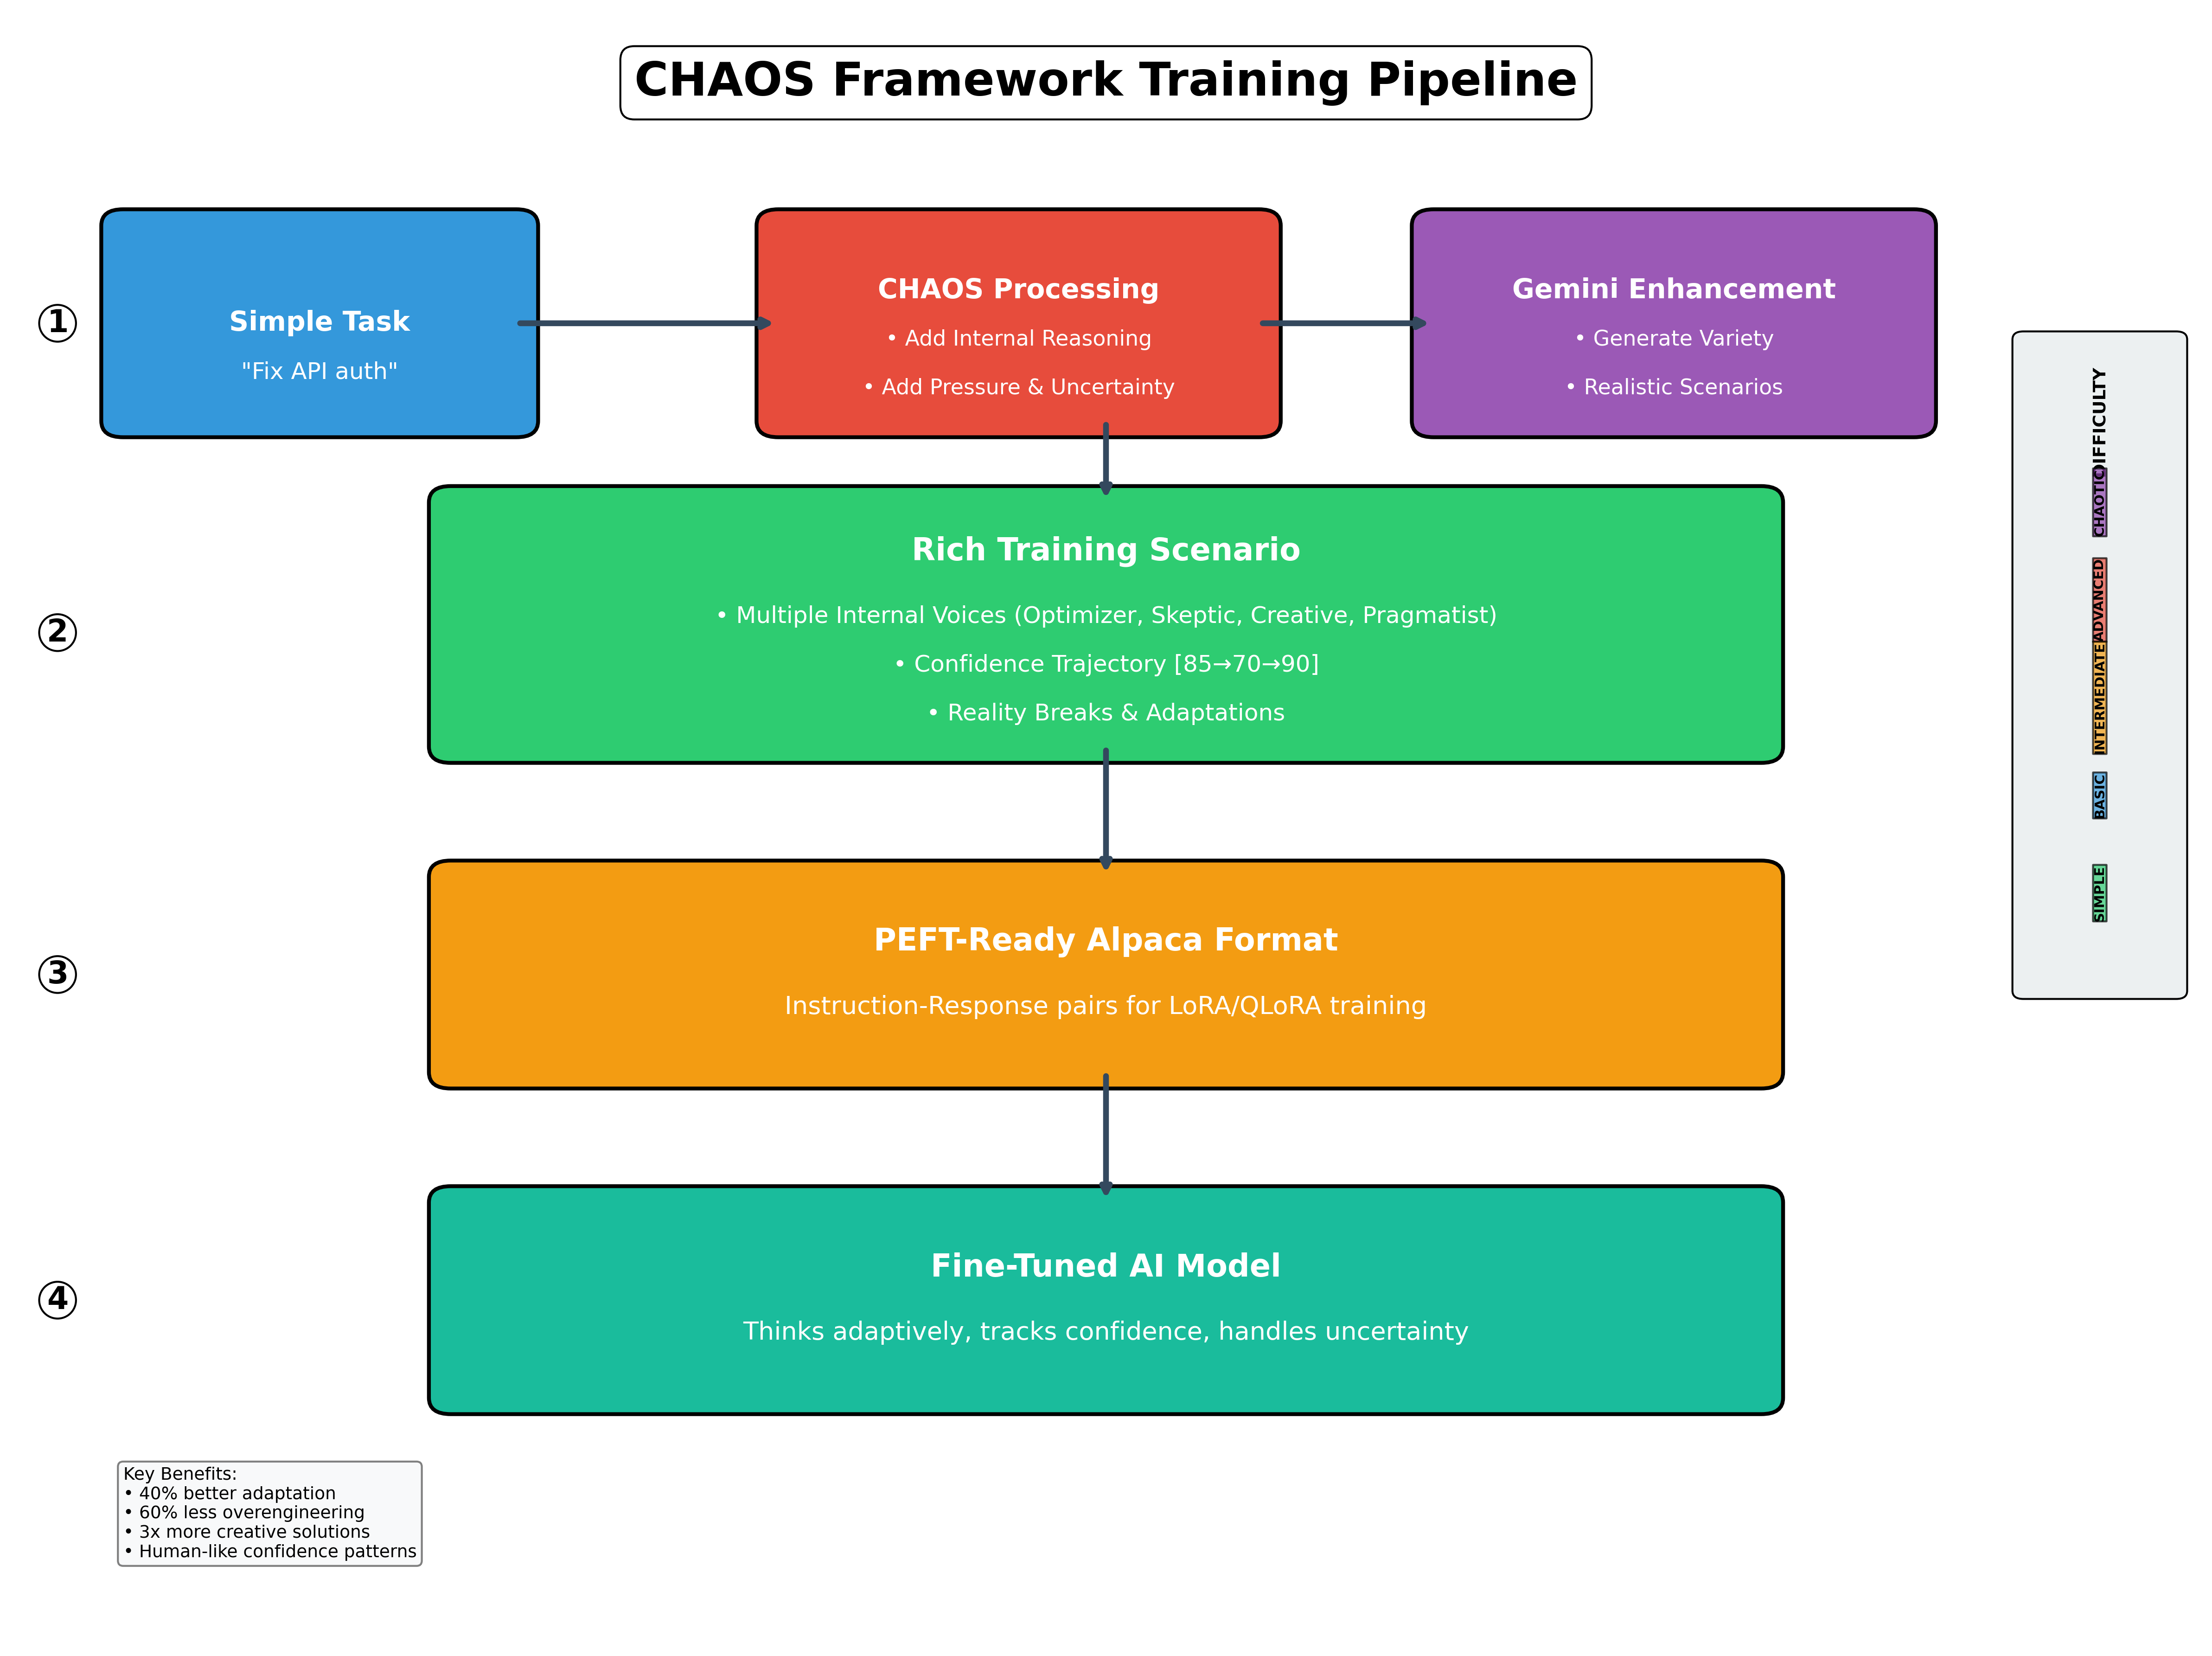 CHAOS Framework Training Pipeline
①
Simple Task
"Fix API auth"
CHAOS Processing
• Add Internal Reasoning
• Add Pressure & Uncertainty
Gemini Enhancement
• Generate Variety
• Realistic Scenarios
②
Rich Training Scenario
• Multiple Internal Voices (Optimizer, Skeptic, Creative, Pragmatist)
• Confidence Trajectory [85→70→90]
• Reality Breaks & Adaptations
③
PEFT-Ready Alpaca Format
Instruction-Response pairs for LoRA/QLoRA training
④
Fine-Tuned AI Model
Thinks adaptively, tracks confidence, handles uncertainty
DIFFICULTY
CHAOTIC
ADVANCED
INTERMEDIATE
BASIC
SIMPLE
Key Benefits:
• 40% better adaptation
• 60% less overengineering
• 3x more creative solutions
• Human-like confidence patterns